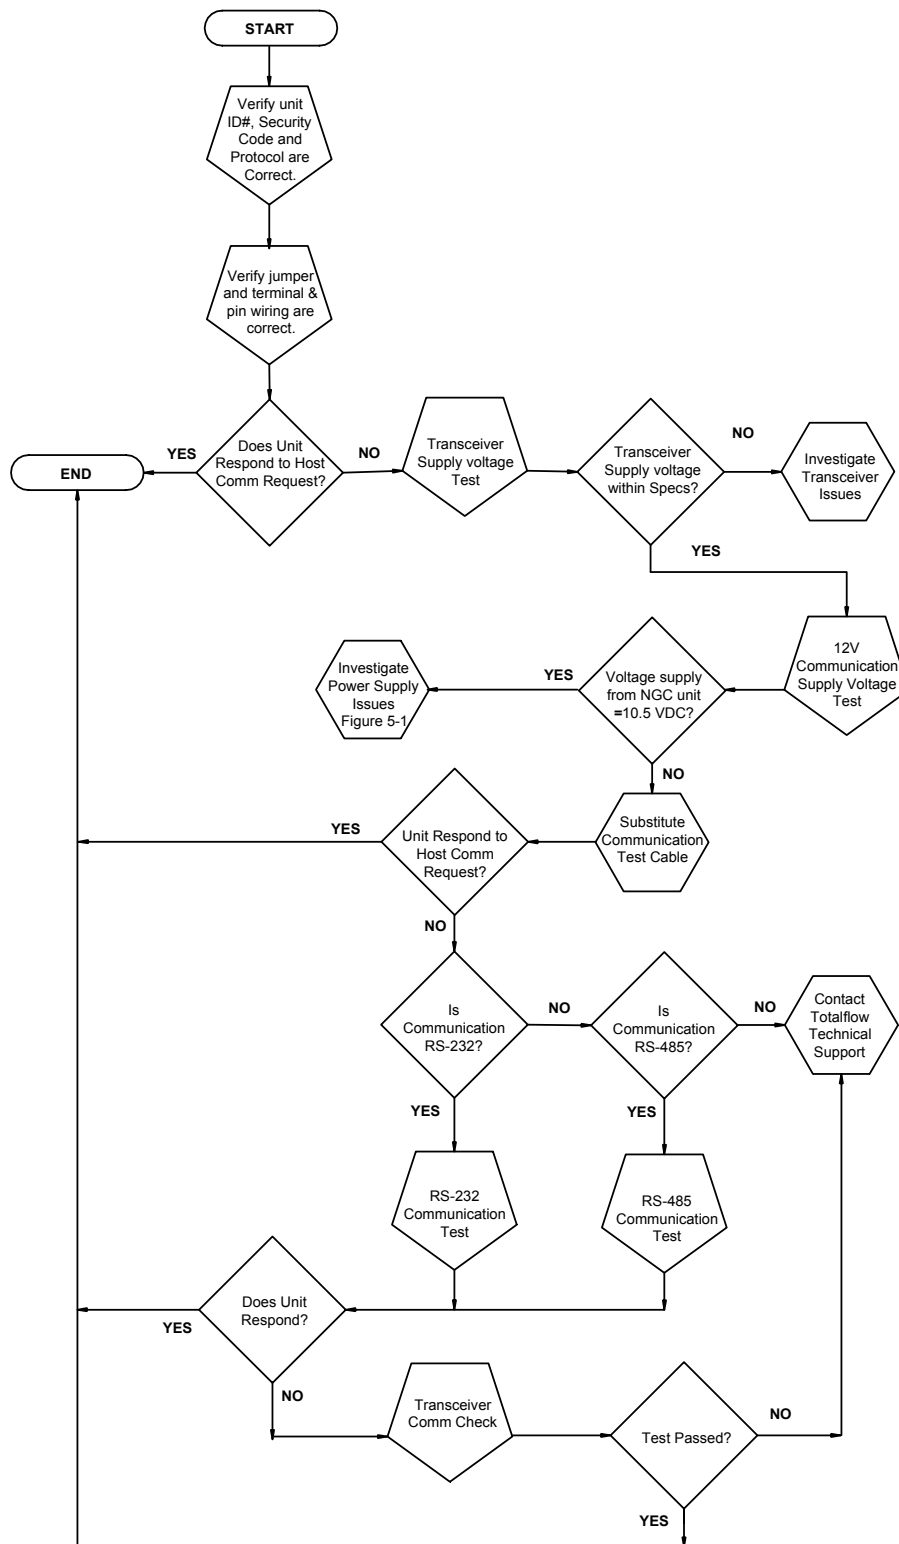 START
Verify unit
ID#, Security
Code and
Protocol are
Correct.
Verify jumper
and terminal &
pin wiring are
correct.
Does Unit
Respond to Host
Comm Request?
YES
NO
END
Transceiver
Supply voltage
Test
Transceiver
Supply voltage
within Specs?
NO
YES
Investigate
Transceiver
Issues
12V
Communication
Supply Voltage
Test
Voltage supply
from NGC unit
=10.5 VDC?
YES
NO
Investigate
Power Supply
Issues
Figure 5-1
Substitute
Communication
Test Cable
Unit Respond to
Host Comm
Request?
YES
NO
Is
Communication
RS-232?
NO
YES
Is
Communication
RS-485?
NO
YES
Contact
Totalflow
Technical
Support
RS-232
Communication
Test
RS-485
Communication
Test
Does Unit
Respond?
YES
NO
Transceiver
Comm Check
Test Passed?
NO
YES